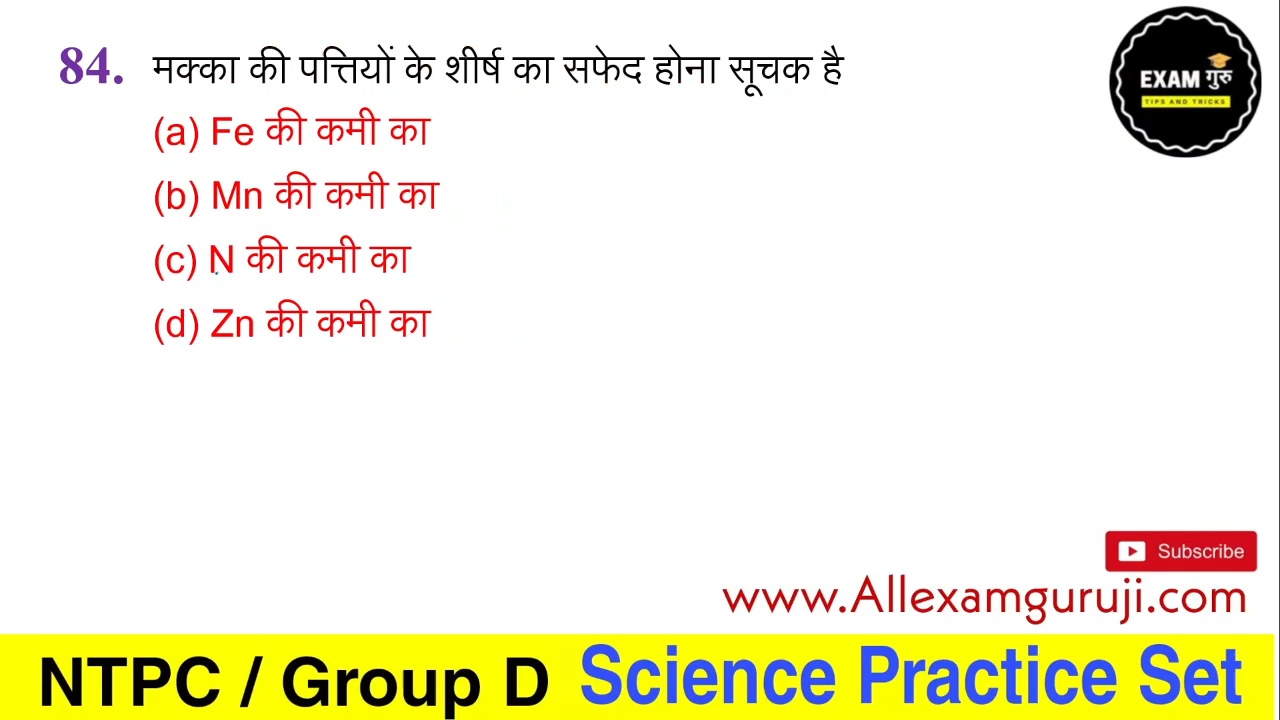 84. मक्का की पत्तियों के शीर्ष का सफेद होना सूचक है
(a) Fe की कमी का
(b) Mn की कमी का
(c) N की कमी का
(d) Zn की कमी का
EXAM गुरु
TIPS AND TRICKS
Subscribe
www.Allexamguruji.com
NTPC / Group D Science Practice Set